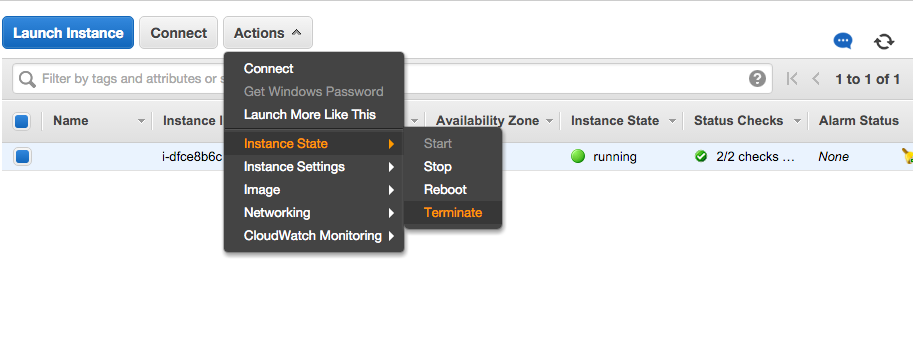 Launch Instance Connect Actions
Filter by tags and attributes or s 1 to 1 of 1
Connect
Get Windows Password
Launch More Like This
Name Instance I Availability Zone Instance State Status Checks Alarm Status
Instance State Start
i-dfce8b6c running 2/2 checks ... None
Instance Settings Stop
Image Reboot
Networking Terminate
CloudWatch Monitoring